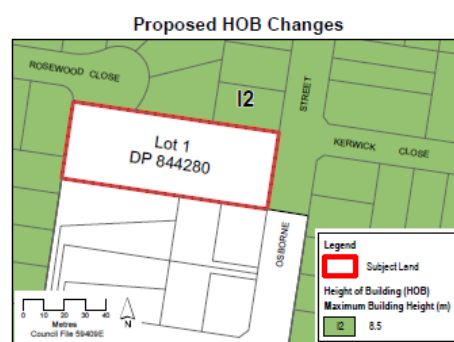 Proposed HOB Changes
ROSEWOOD CLOSE
I2
STREET
Lot 1
DP 844280
KERWICK CLOSE
OSBORNE
Legend
Subject Land
Height of Building (HOB)
Maximum Building Height (m)
I2 8.5
0 10 20 30 40
Metres
Council File 59409E
N